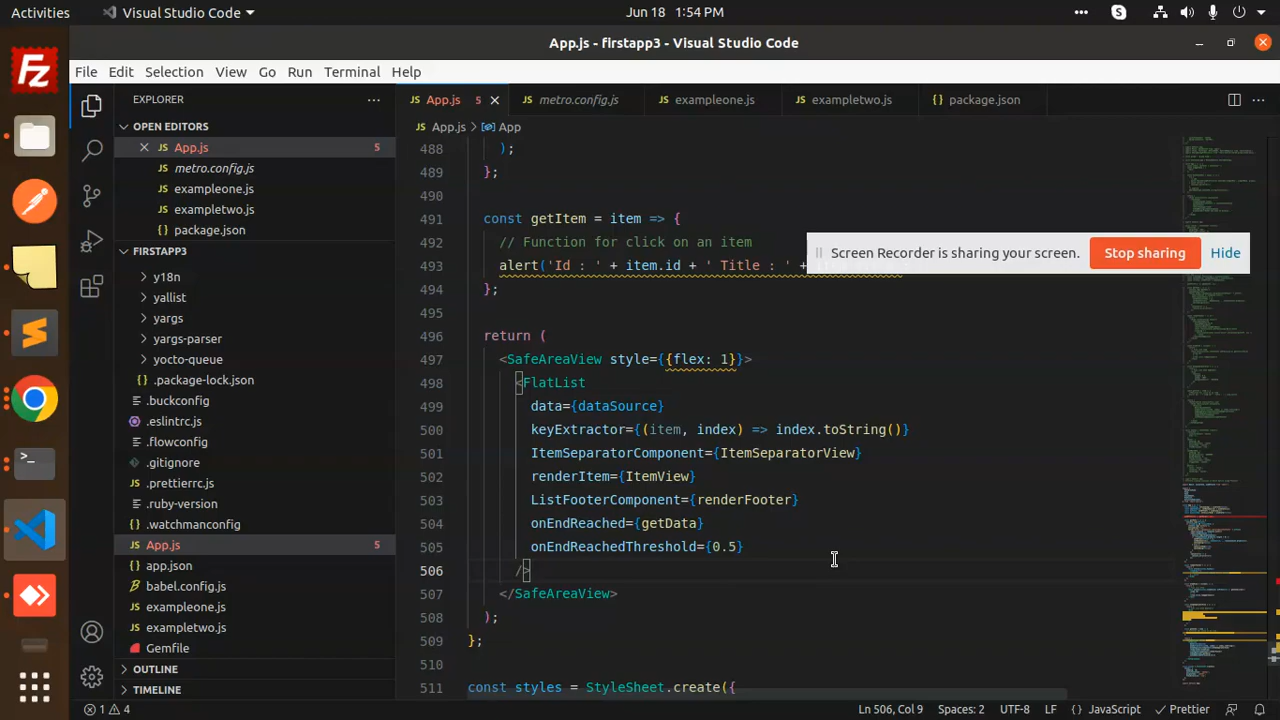 Activities
Visual Studio Code
Jun 18 1:54 PM
App.js - firstapp3 - Visual Studio Code
File Edit Selection View Go Run Terminal Help
EXPLORER
OPEN EDITORS
App.js 5
metro.config.js
exampleone.js
exampletwo.js
package.json
FIRSTAPP3
y18n
yallist
yargs
yargs-parser
yocto-queue
.package-lock.json
.buckconfig
.eslintrc.js
.flowconfig
.gitignore
.prettierrc.js
.ruby-version
.watchmanconfig
App.js 5
app.json
babel.config.js
exampleone.js
exampletwo.js
Gemfile
OUTLINE
TIMELINE
App.js 5 metro.config.js exampleone.js exampletwo.js package.json
App.js > App
488 );
489 };
490
491 const getItem = item => {
492 // Function for click on an item
493 alert('Id : ' + item.id + ' Title : ' +
494 };
495
496 return (
497 <SafeAreaView style={{flex: 1}}>
498 <FlatList
499 data={dataSource}
500 keyExtractor={(item, index) => index.toString()}
501 ItemSeparatorComponent={ItemSeparatorView}
502 renderItem={ItemView}
503 ListFooterComponent={renderFooter}
504 onEndReached={getData}
505 onEndReachedThreshold={0.5}
506 />
507 </SafeAreaView>
508 );
509 };
510
511 const styles = StyleSheet.create({
Screen Recorder is sharing your screen. Stop sharing Hide
1 4
Ln 506, Col 9 Spaces: 2 UTF-8 LF {} JavaScript Prettier